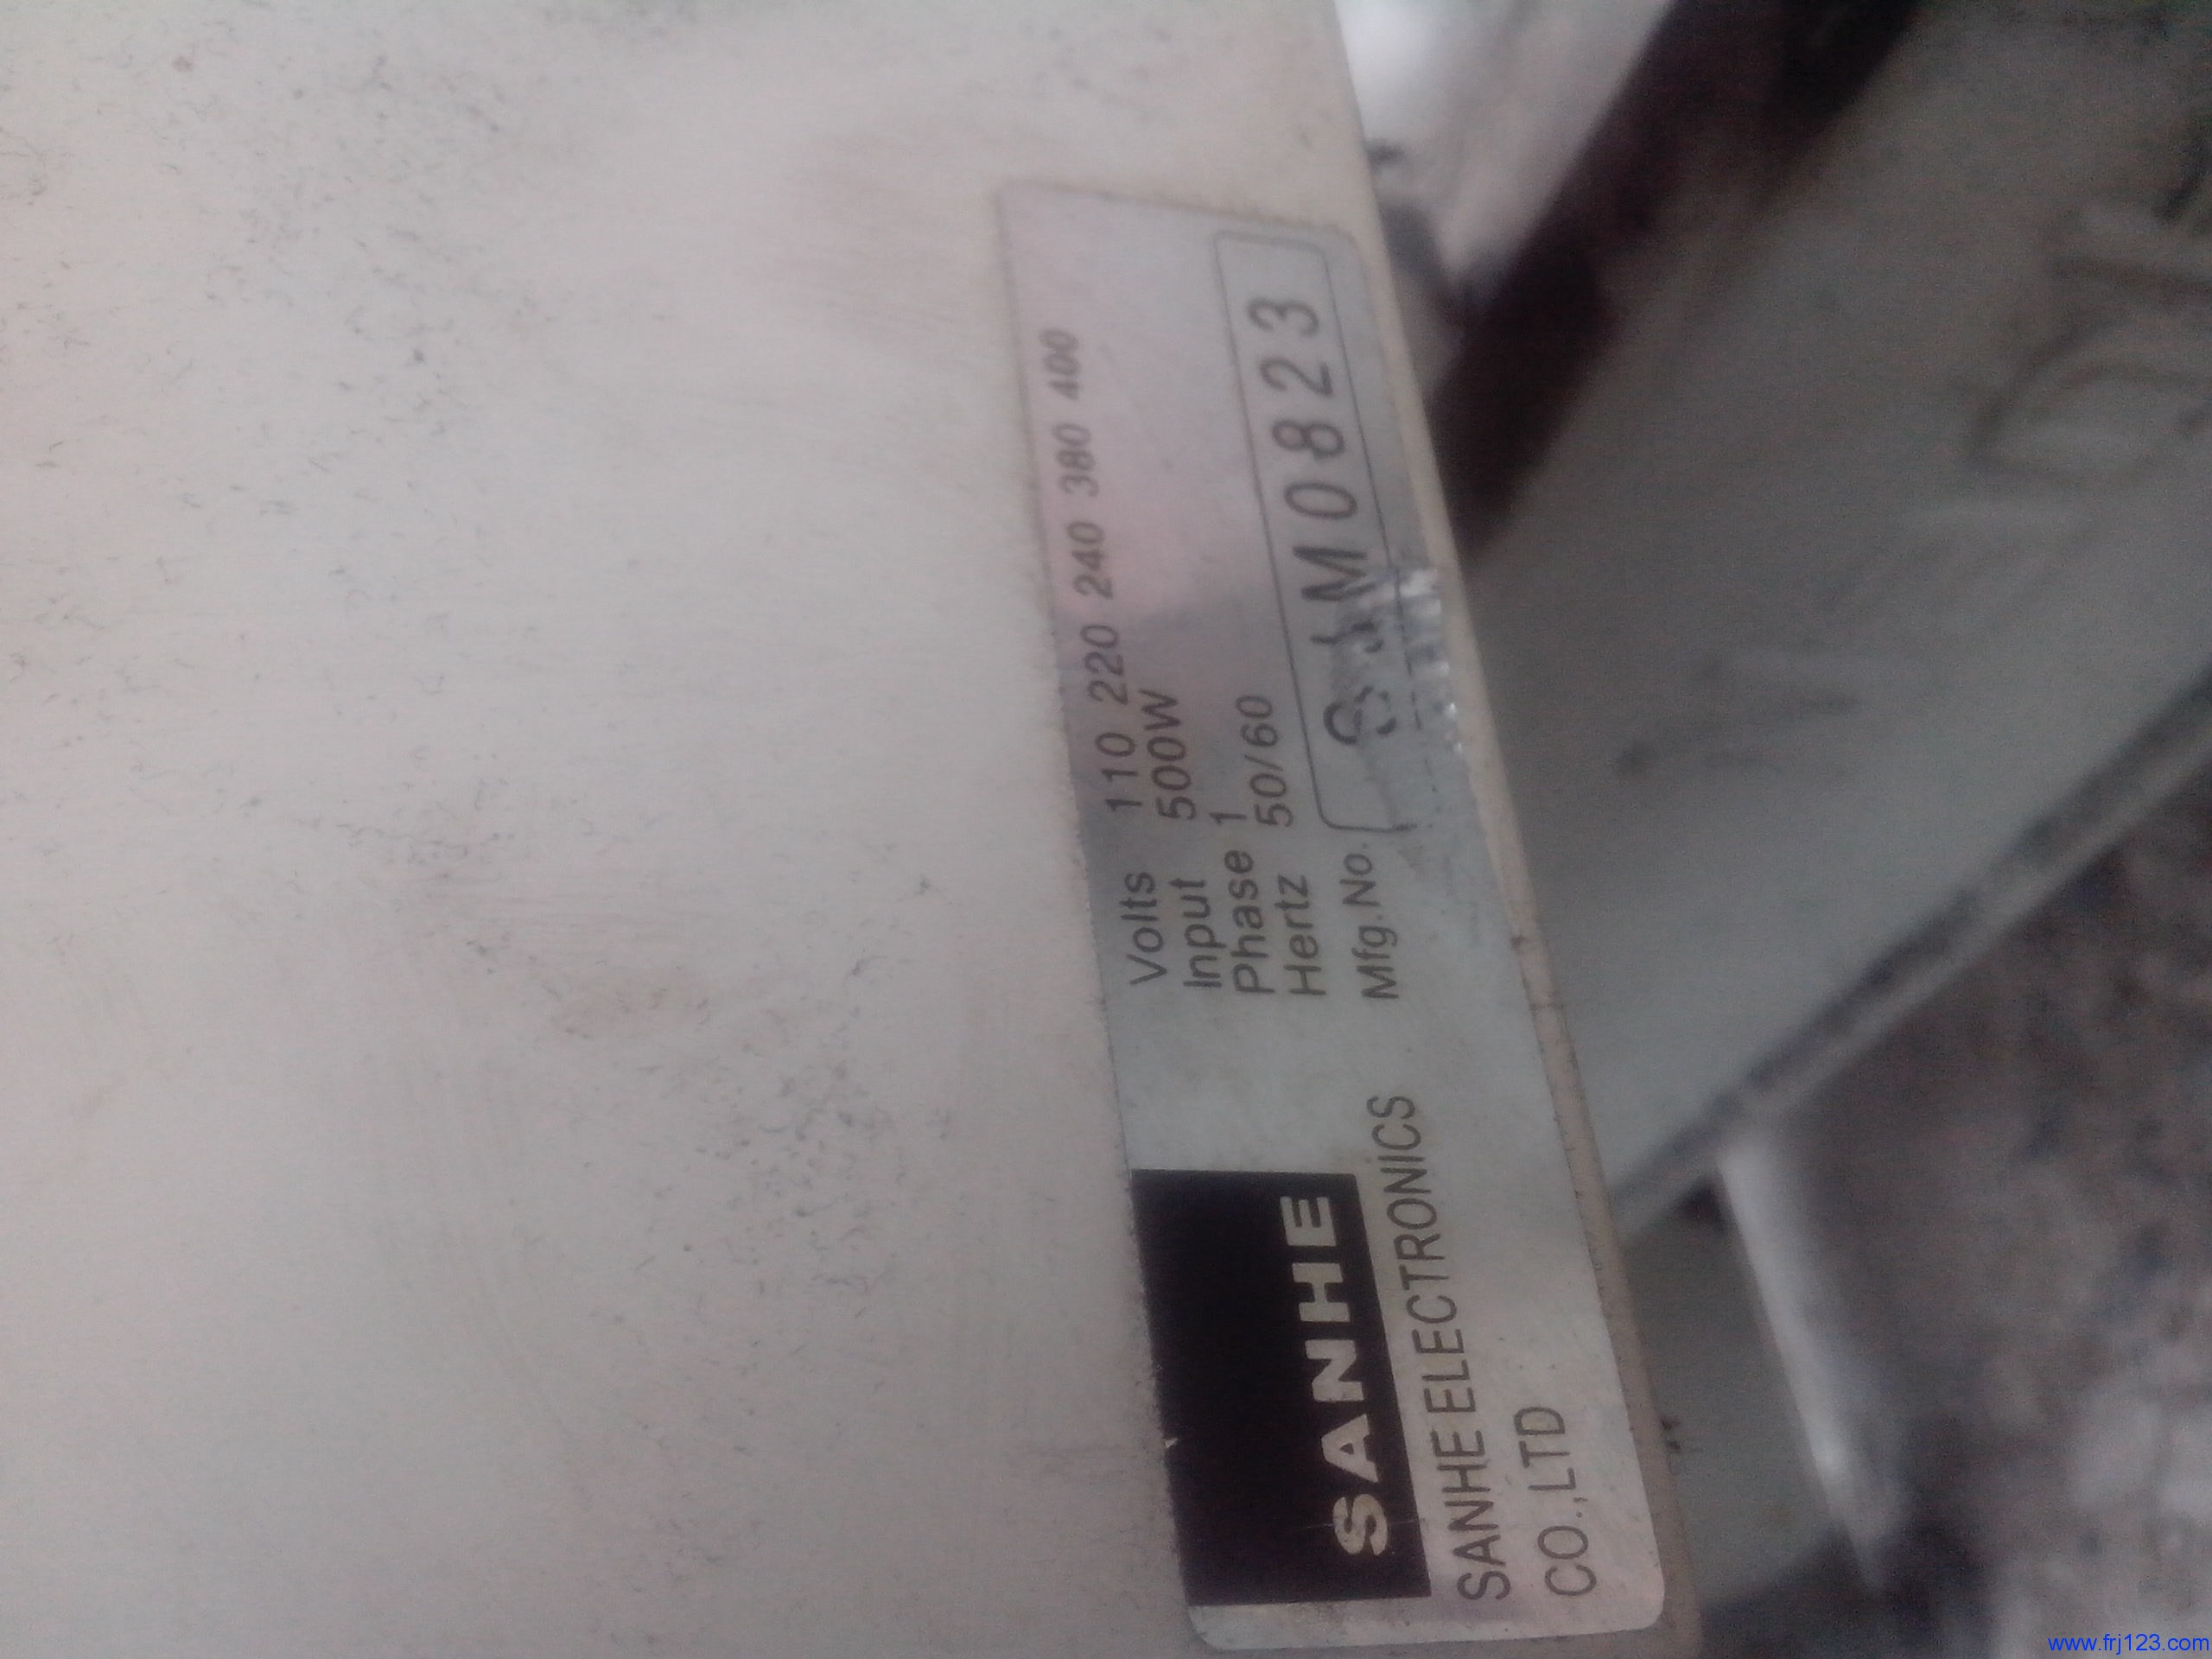 Volts 110 220 240 380 400
Input 500W
Phase 1
Hertz 50/60
Mfg.No. M0823
SANHE
SANHE ELECTRONICS
CO.,LTD
www.frj123.com